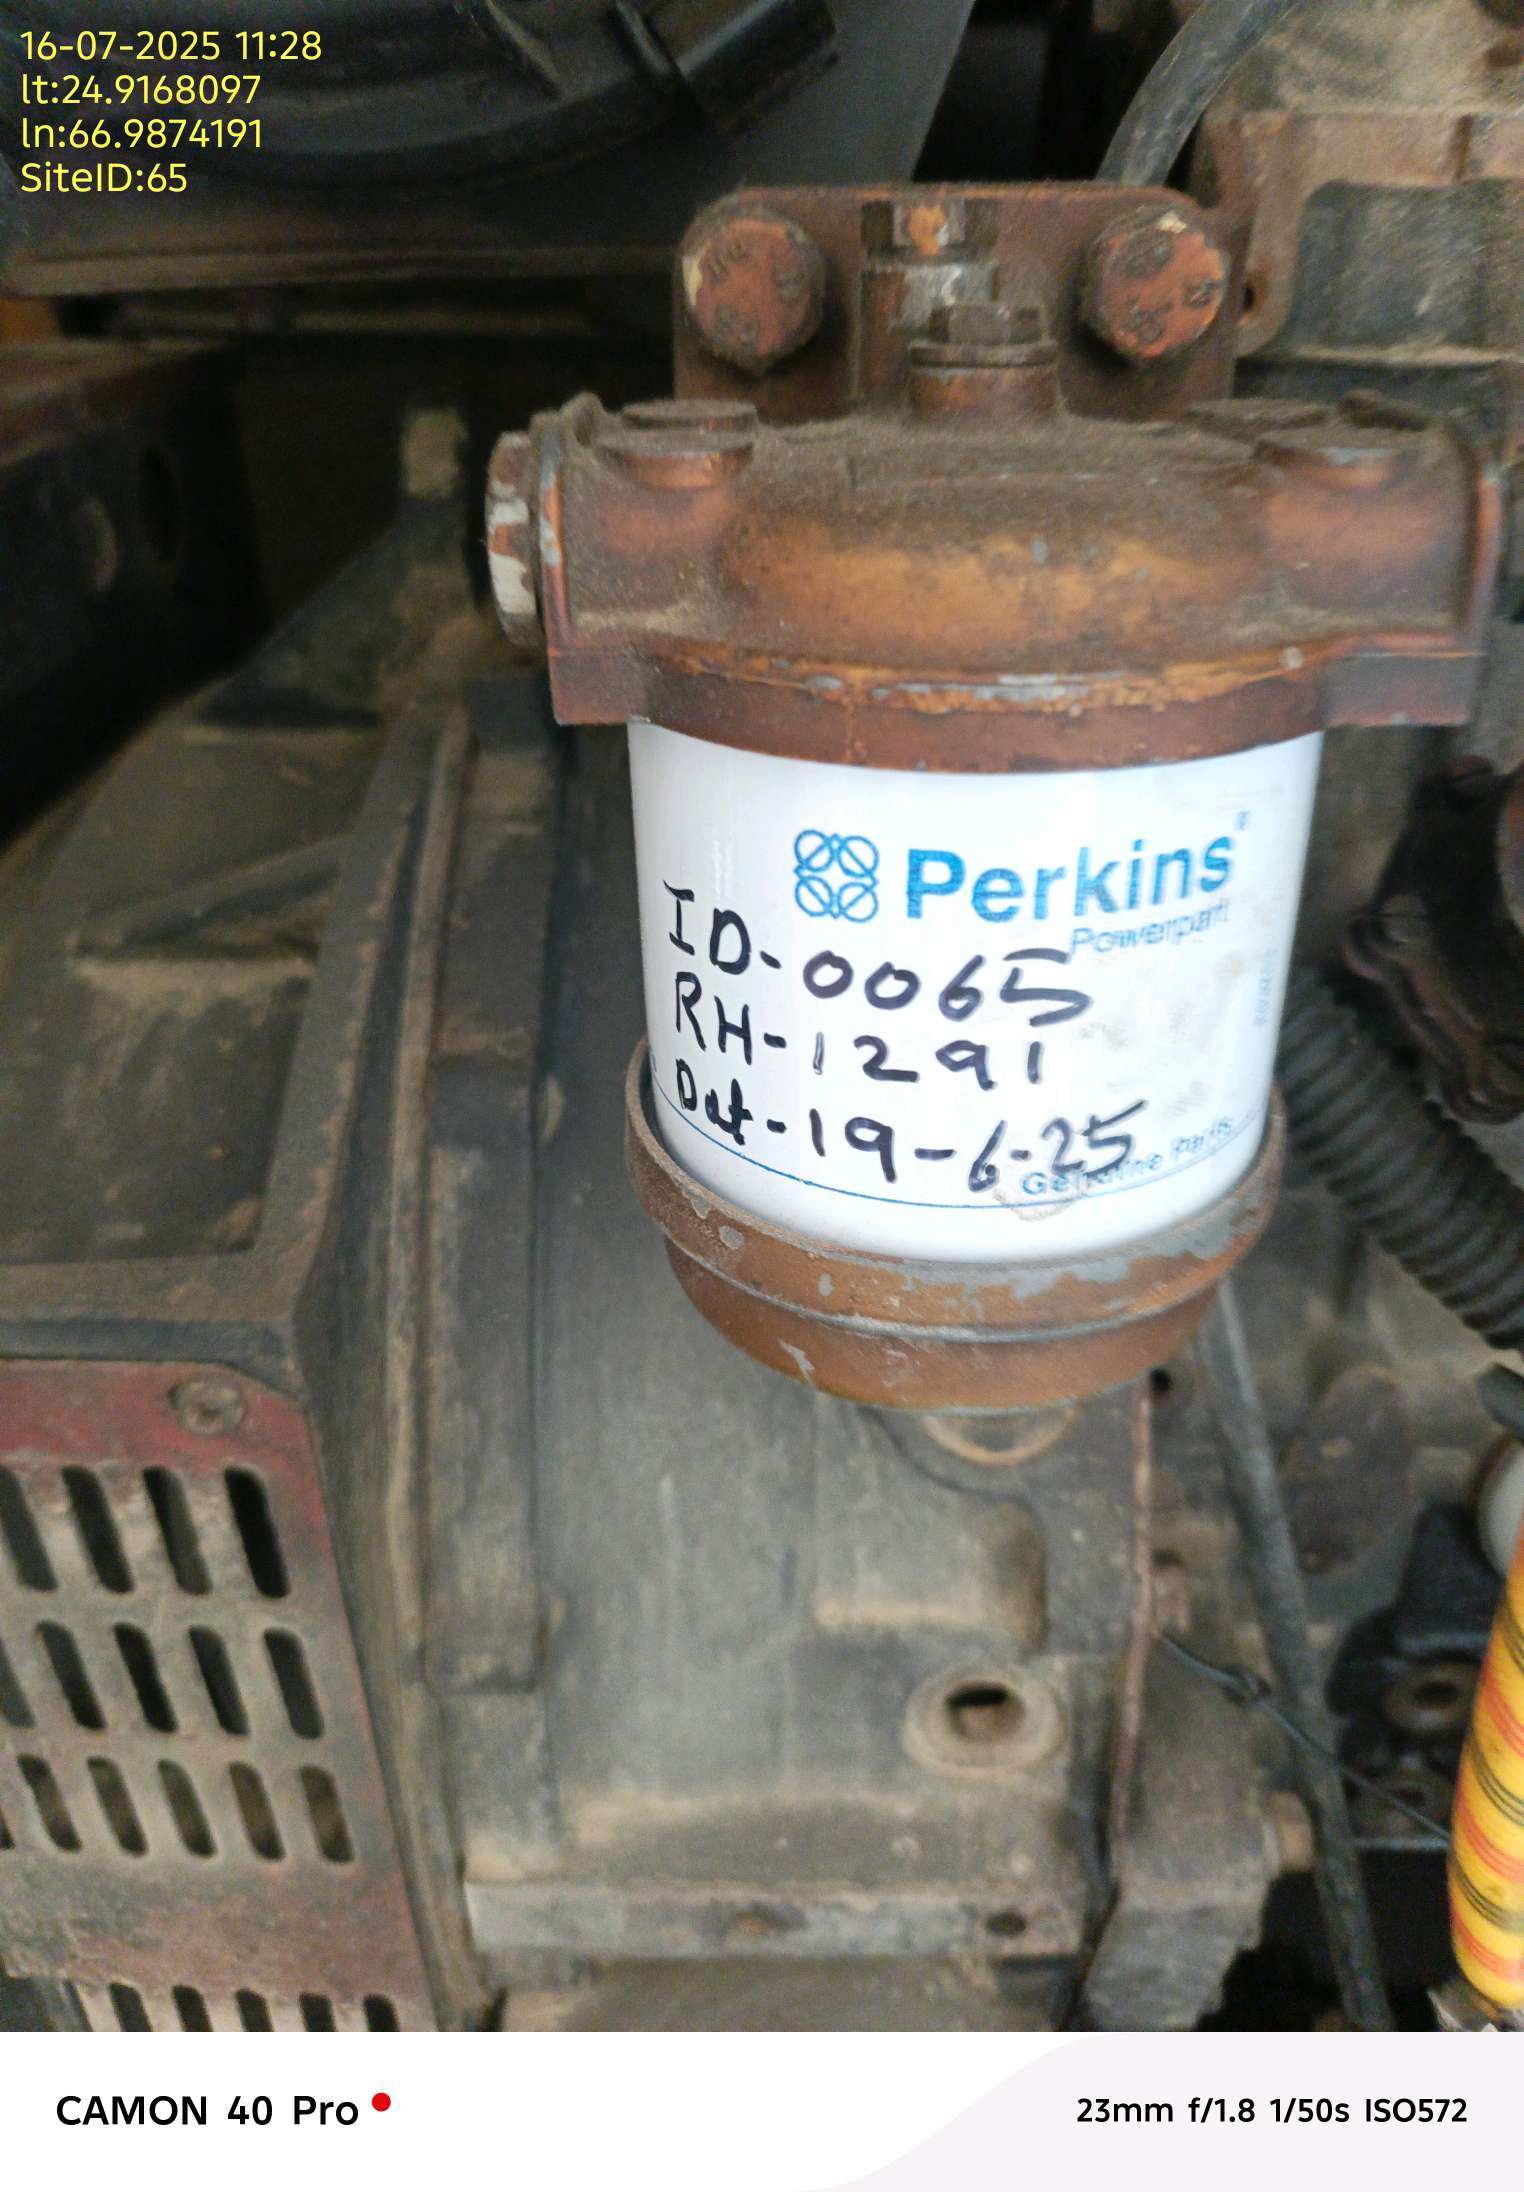 16-07-2025 11:28
lt:24.9168097
ln:66.9874191
SiteID:65
Perkins®
Powerpart
ID-0065
RH-1291
Dat-19-6-25
Genuine Parts
CAMON 40 Pro
23mm f/1.8 1/50s ISO572